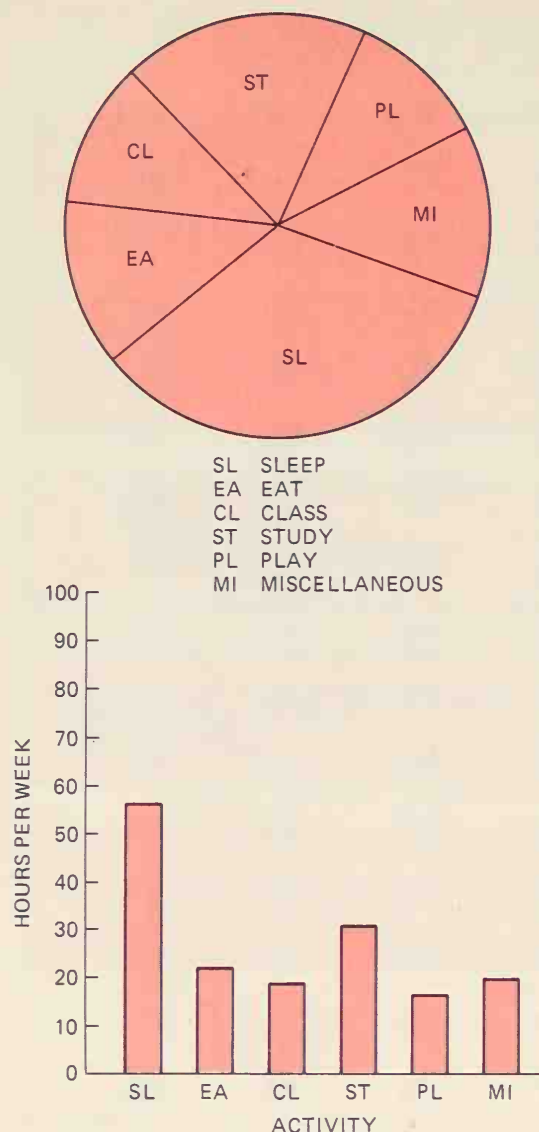 ST
PL
CL
MI
EA
SL
SL SLEEP
EA EAT
CL CLASS
ST STUDY
PL PLAY
MI MISCELLANEOUS
100
90
80
70
60
50
40
30
20
10
0
HOURS PER WEEK
SL EA CL ST PL MI
ACTIVITY